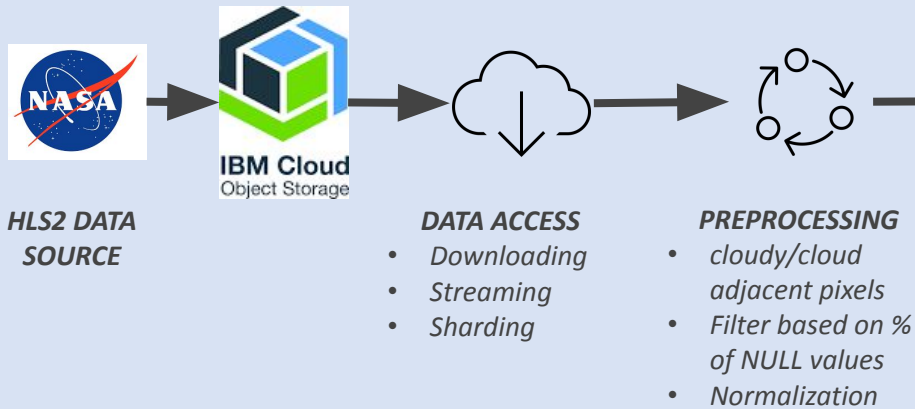 NASA
IBM Cloud
Object Storage
HLS2 DATA
SOURCE
DATA ACCESS
• Downloading
• Streaming
• Sharding
PREPROCESSING
• cloudy/cloud
adjacent pixels
• Filter based on %
of NULL values
• Normalization